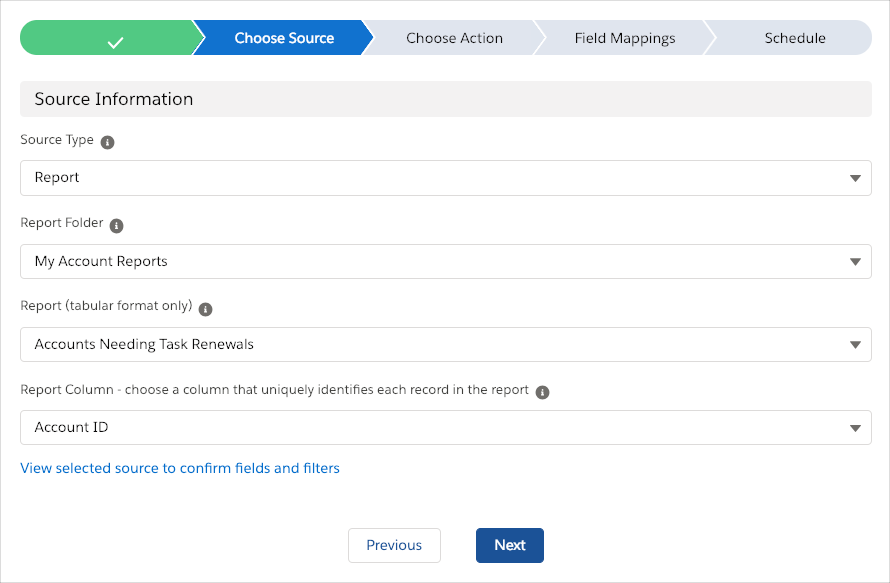 Choose Source
Choose Action
Field Mappings
Schedule
Source Information
Source Type
Report
Report Folder
My Account Reports
Report (tabular format only)
Accounts Needing Task Renewals
Report Column - choose a column that uniquely identifies each record in the report
Account ID
View selected source to confirm fields and filters
Previous
Next